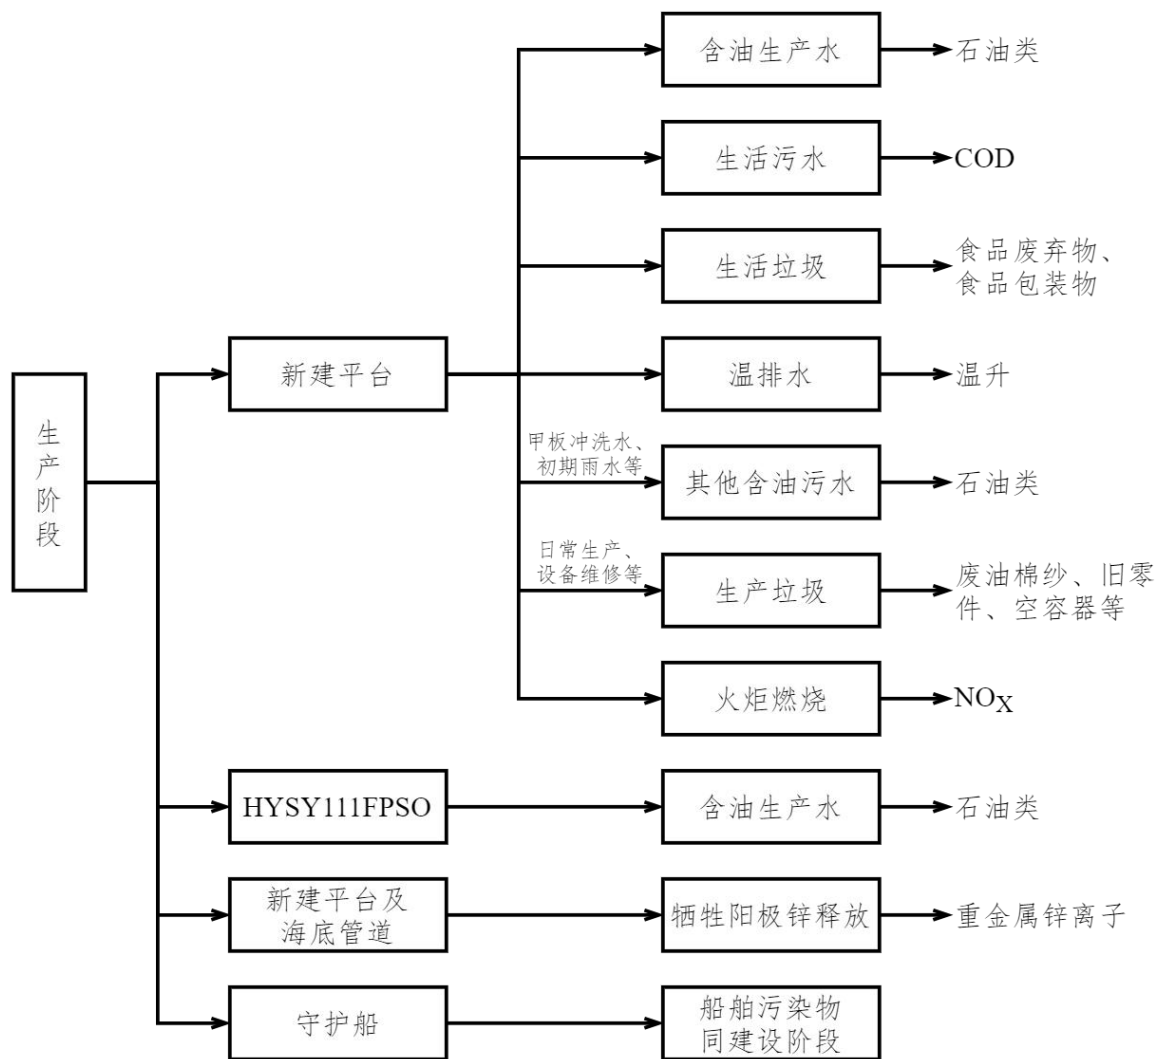 含油生产水
石油类
生活污水
COD
生活垃圾
食品废弃物、
食品包装物
生产阶段
新建平台
温排水
温升
甲板冲洗水、
初期雨水等
其他含油污水
石油类
日常生产、
设备维修等
生产垃圾
废油棉纱、旧零
件、空容器等
火炬燃烧
NOX
HYSY111FPSO
含油生产水
石油类
新建平台及
海底管道
牺牲阳极锌释放
重金属锌离子
守护船
船舶污染物
同建设阶段